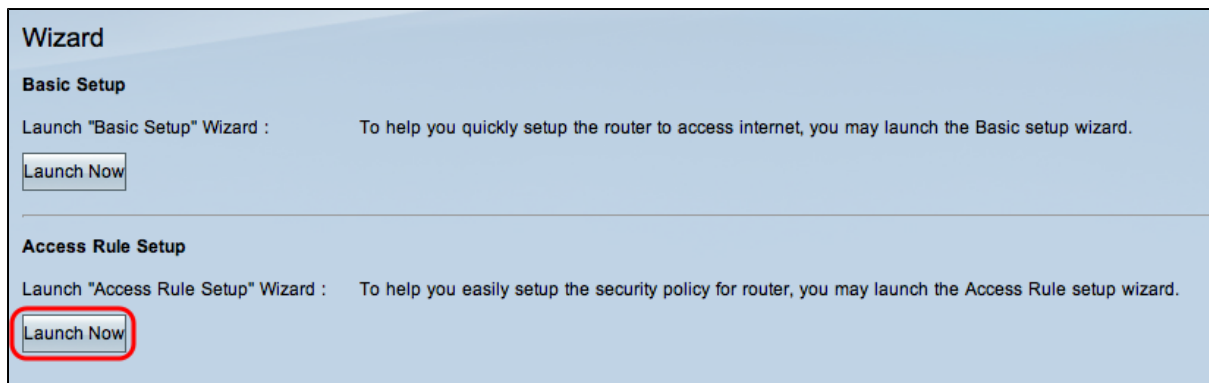 Wizard
Basic Setup
Launch "Basic Setup" Wizard : To help you quickly setup the router to access internet, you may launch the Basic setup wizard.
Launch Now
Access Rule Setup
Launch "Access Rule Setup" Wizard : To help you easily setup the security policy for router, you may launch the Access Rule setup wizard.
Launch Now